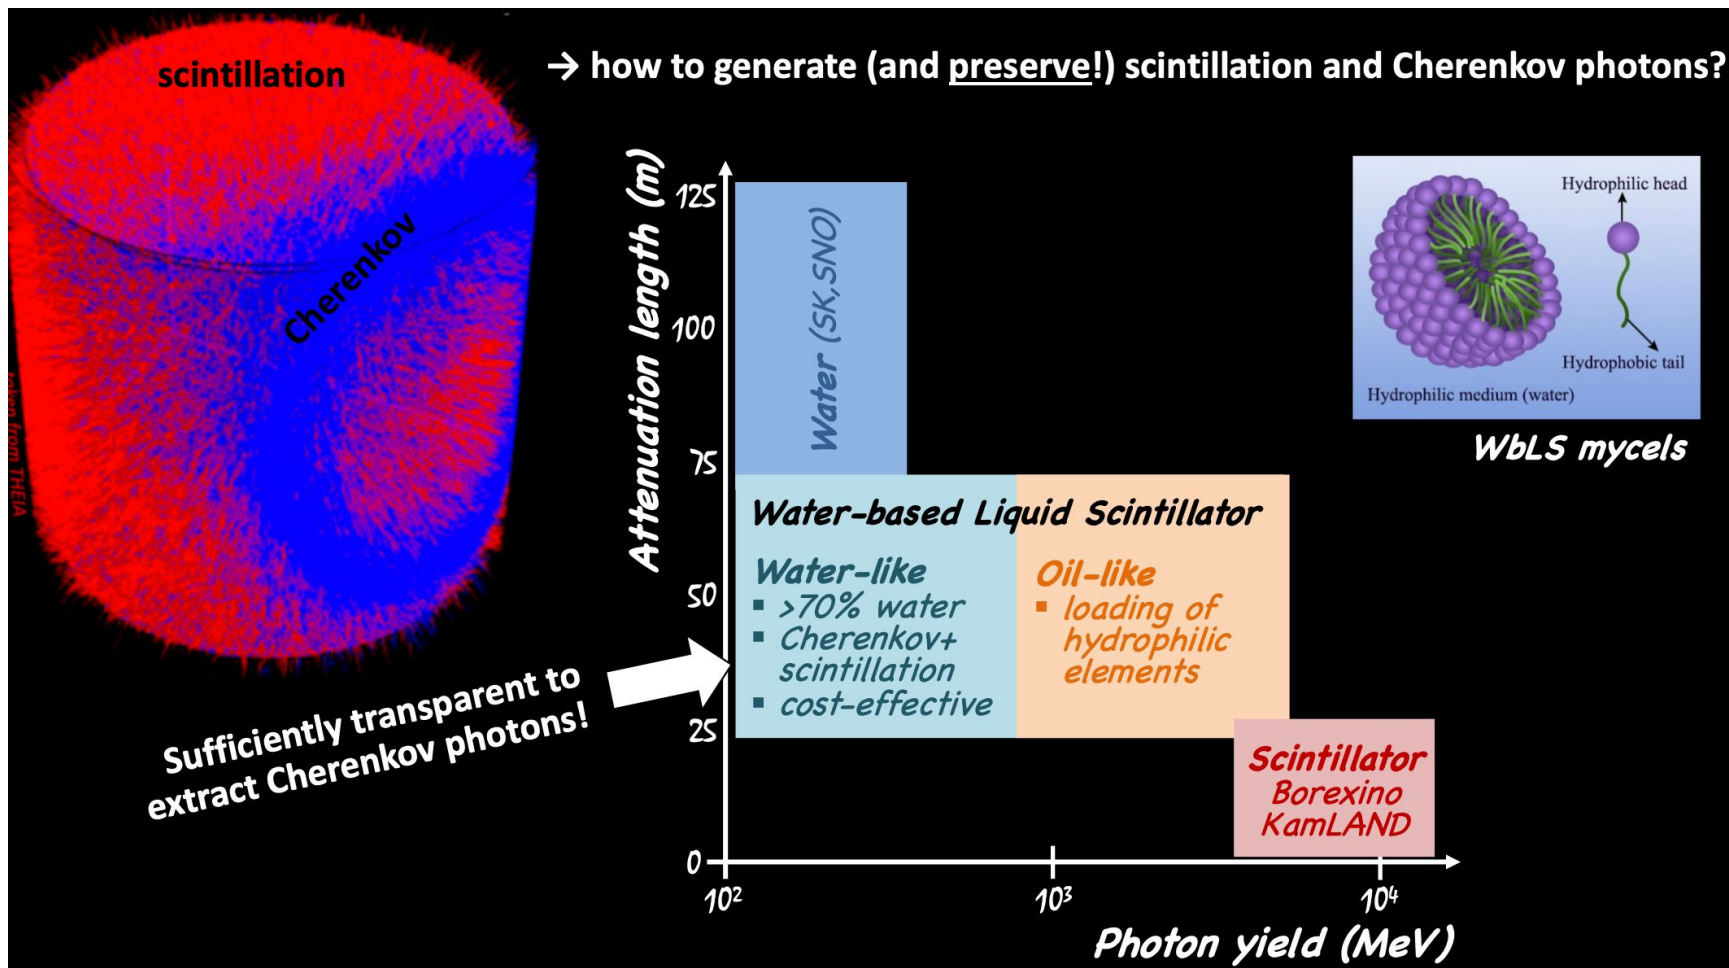 scintillation
→ how to generate (and preserve!) scintillation and Cherenkov photons?
Cherenkov
taken from THEIA
Sufficiently transparent to
extract Cherenkov photons!
Attenuation length (m)
125
100
75
50
25
0
10²
10³
10⁴
Photon yield (MeV)
Water (SK,SNO)
Water-based Liquid Scintillator
Water-like
▪ >70% water
▪ Cherenkov+
scintillation
▪ cost-effective
Oil-like
▪ loading of
hydrophilic
elements
Scintillator
Borexino
KamLAND
Hydrophilic head
Hydrophobic tail
Hydrophilic medium (water)
WbLS mycels